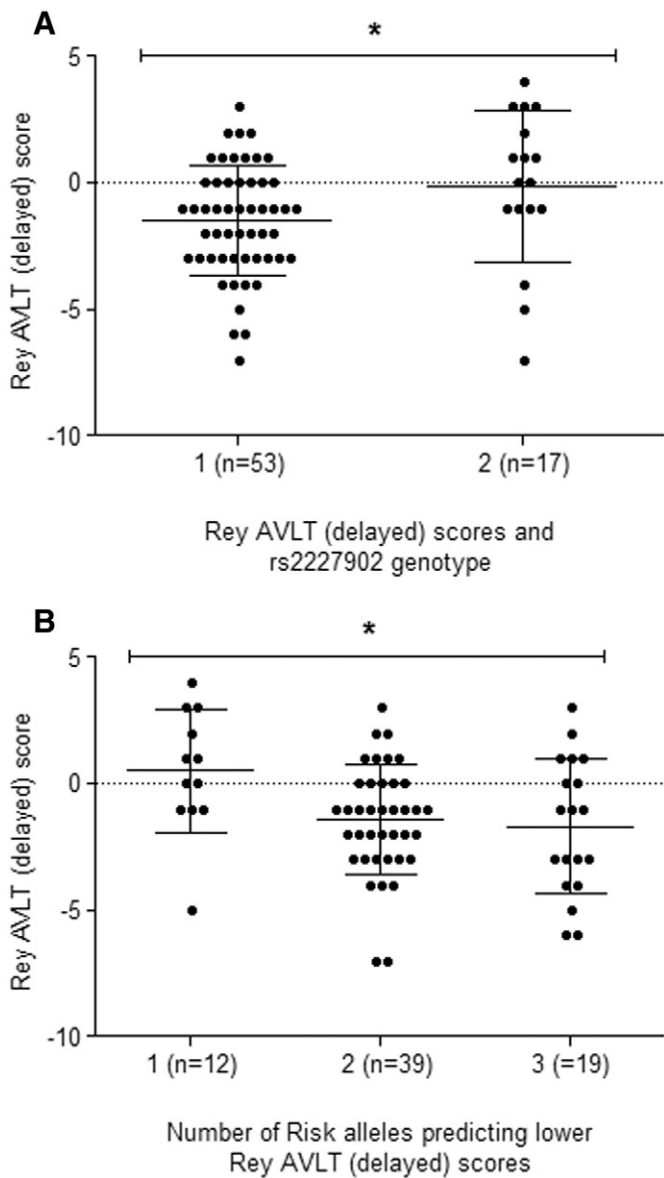 A
*
Rey AVLT (delayed) score
5
0
-5
-10
1 (n=53)
2 (n=17)
Rey AVLT (delayed) scores and
rs2227902 genotype
B
*
Rey AVLT (delayed) score
5
0
-5
-10
1 (n=12)
2 (n=39)
3 (=19)
Number of Risk alleles predicting lower
Rey AVLT (delayed) scores